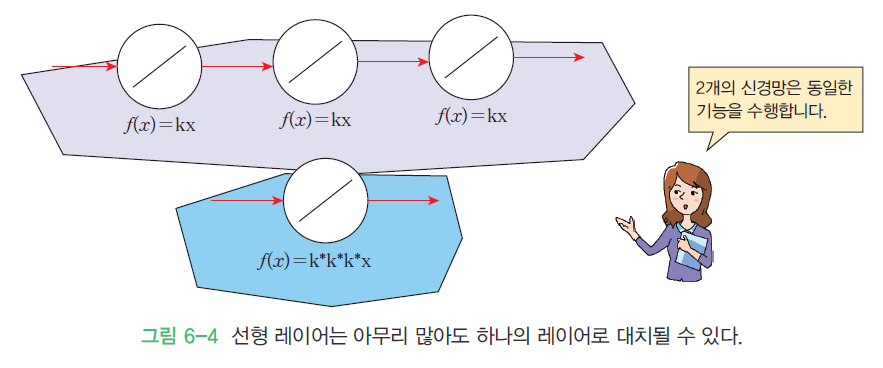 f(x)=kx
f(x)=kx
f(x)=kx
2개의 신경망은 동일한
기능을 수행합니다.
f(x)=k*k*k*x
그림 6-4 선형 레이어는 아무리 많아도 하나의 레이어로 대치될 수 있다.